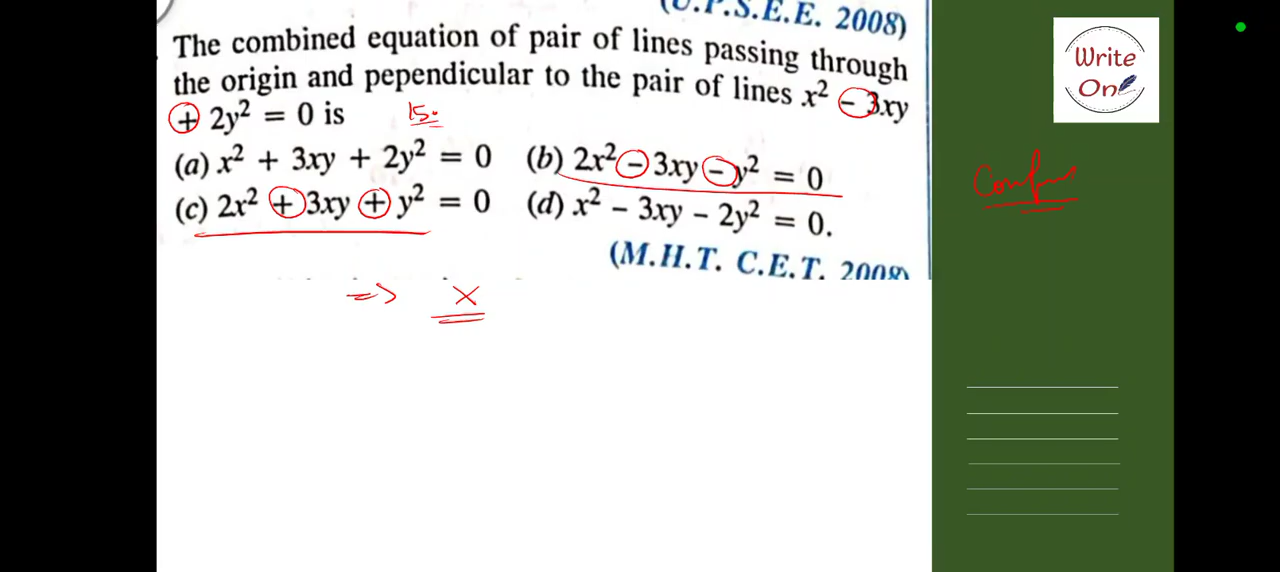 (U.P.S.E.E. 2008)
The combined equation of pair of lines passing through
the origin and pependicular to the pair of lines x² − 3xy
+ 2y² = 0 is
15:
(a) x² + 3xy + 2y² = 0 (b) 2x² − 3xy − y² = 0
(c) 2x² + 3xy + y² = 0 (d) x² − 3xy − 2y² = 0.
(M.H.T. C.E.T. 2008)
=> x
Write
On